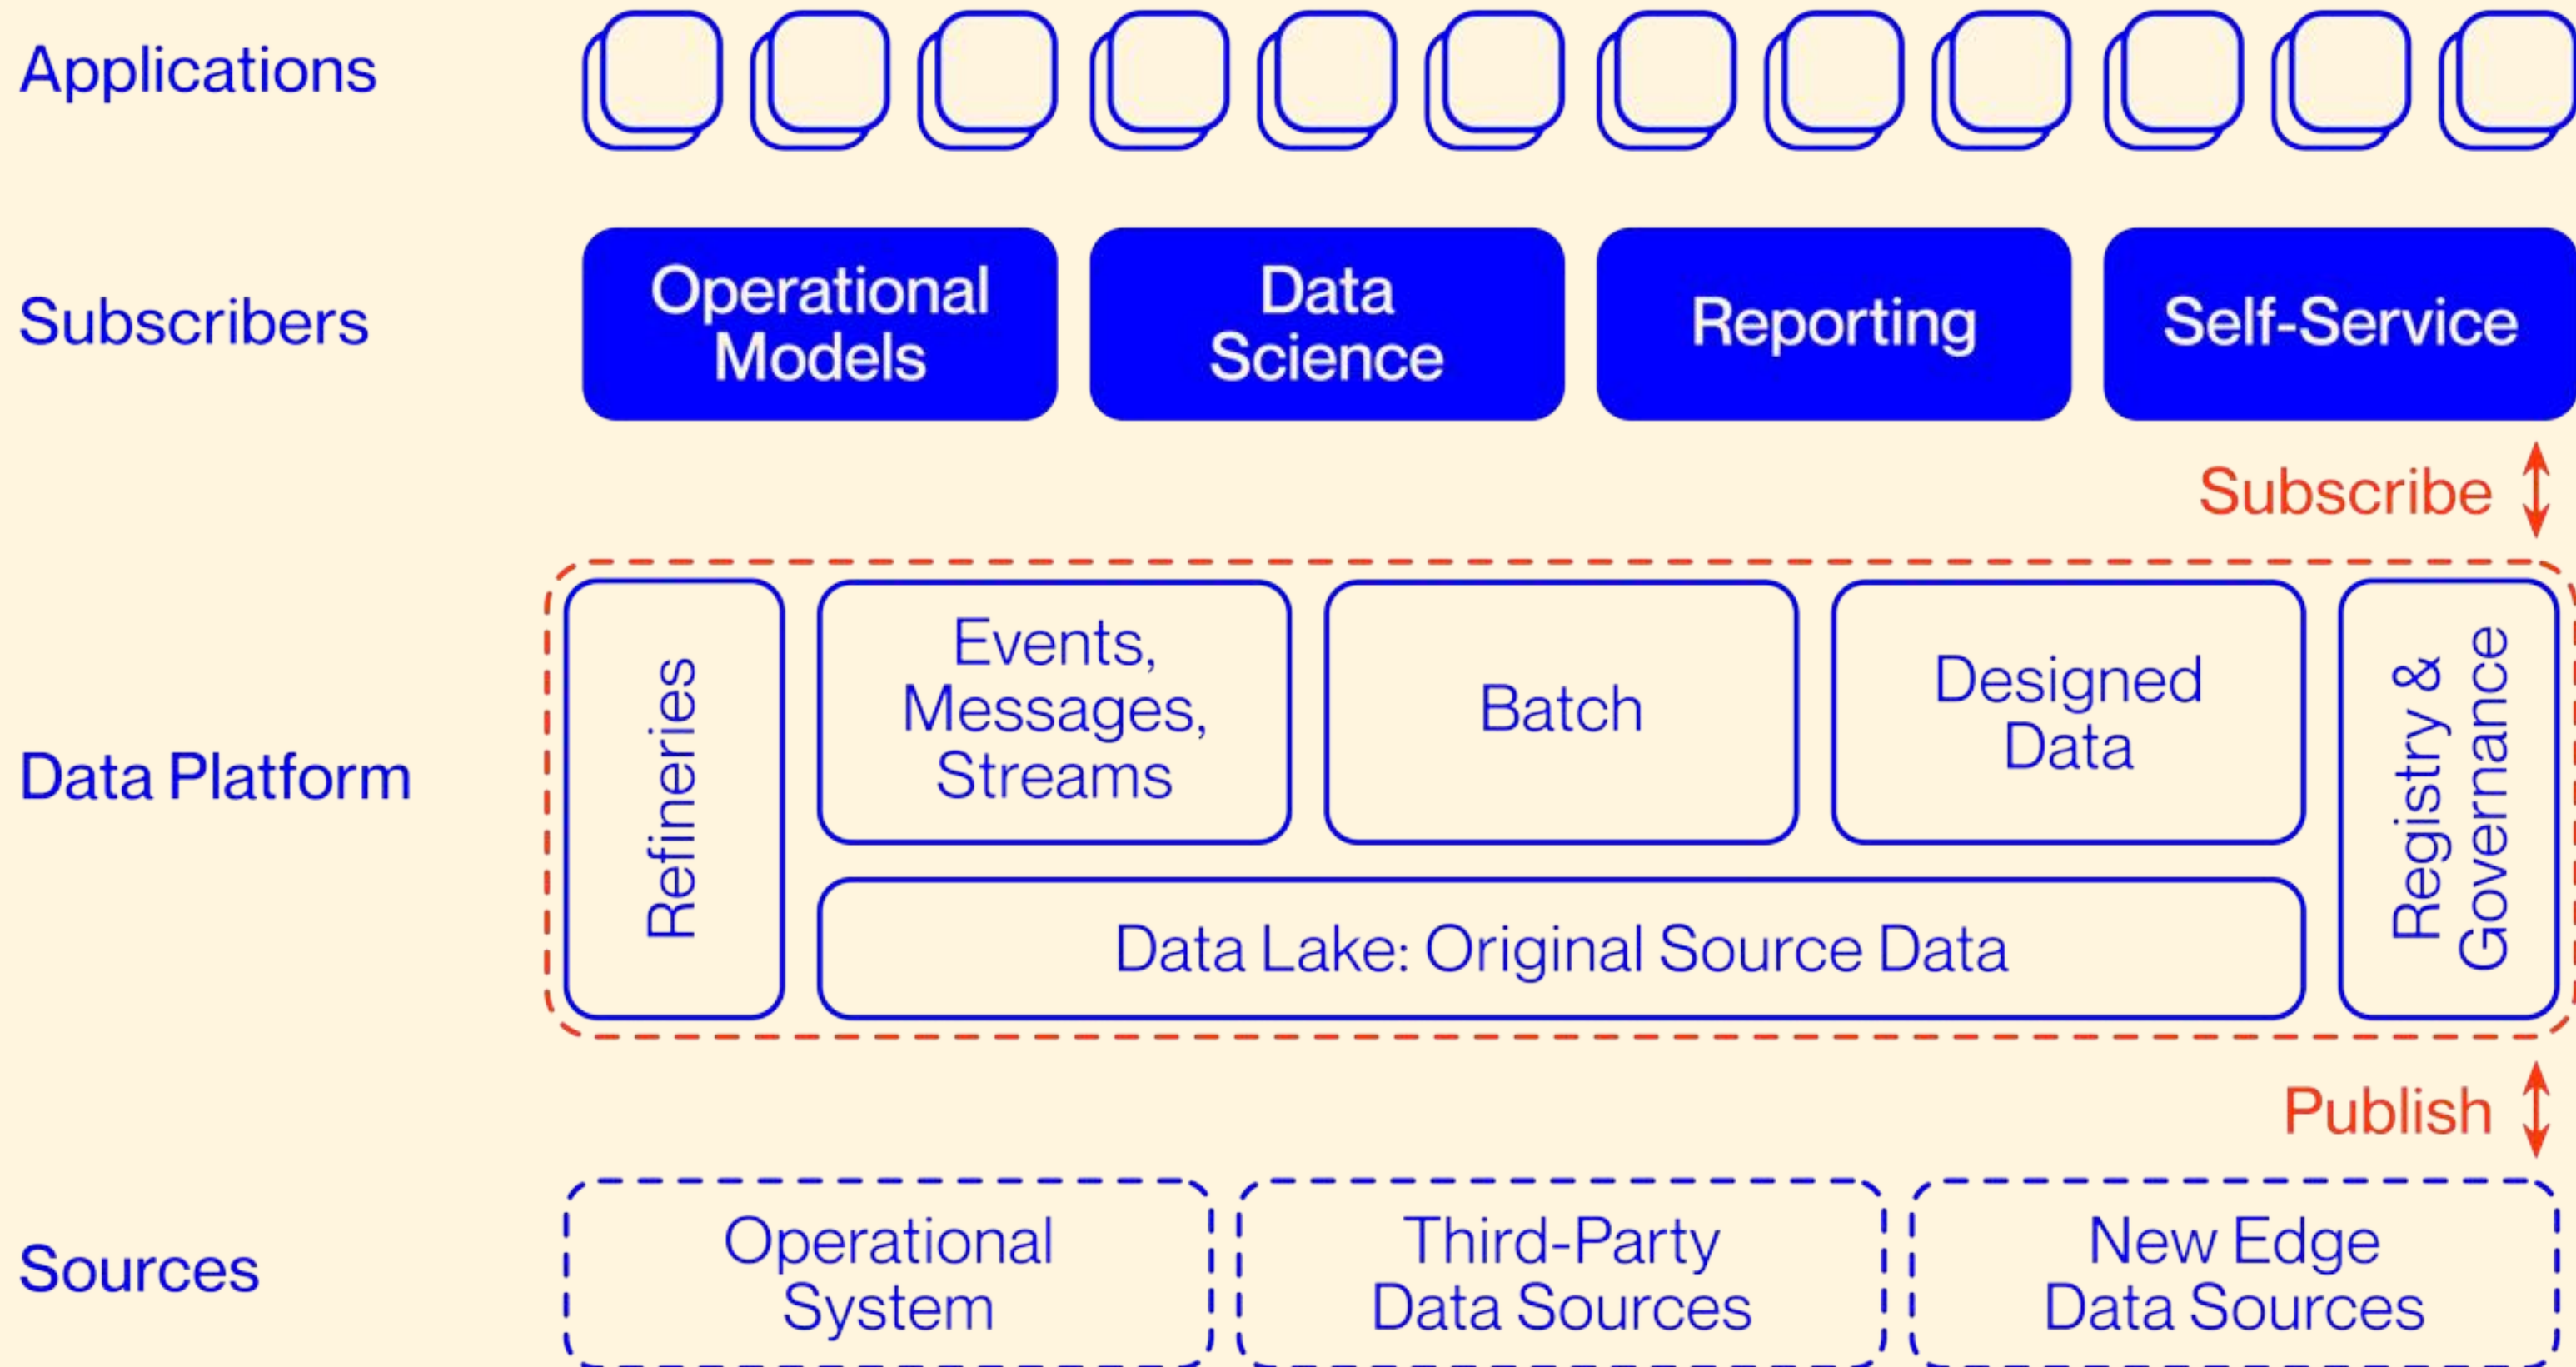 Applications
Subscribers
Operational
Models
Data
Science
Reporting
Self-Service
Subscribe
Data Platform
Refineries
Events,
Messages,
Streams
Batch
Designed
Data
Registry &
Governance
Data Lake: Original Source Data
Publish
Sources
Operational
System
Third-Party
Data Sources
New Edge
Data Sources